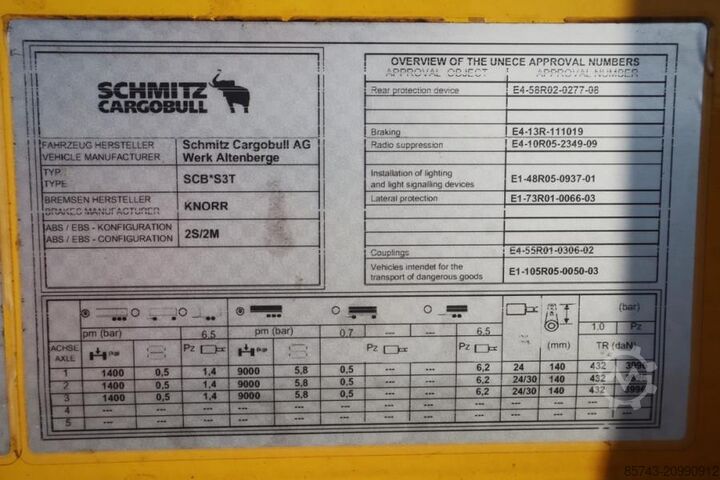 SCHMITZ
CARGOBULL
FAHRZEUG HERSTELLER
VEHICLE MANUFACTURER
Schmitz Cargobull AG
Werk Altenberge
TYP
TYPE
SCB*S3T
BREMSEN HERSTELLER
BRAKES MANUFACTURER
KNORR
ABS / EBS - KONFIGURATION
ABS / EBS - CONFIGURATION
2S/2M
OVERVIEW OF THE UNECE APPROVAL NUMBERS
APPROVAL OBJECT APPROVAL NUMBER
Rear protection device E4-58R02-0277-08
Braking E4-13R-111019
Radio suppression E4-10R05-2349-09
Installation of lighting
and light signalling devices E1-48R05-0937-01
Lateral protection E1-73R01-0066-03
Couplings E4-55R01-0306-02
Vehicles intendet for the
transport of dangerous goods E1-105R05-0050-03
(bar)
pm (bar) 6.5 pm (bar) 0.7 --- --- 6.5 1.0 Pz
ACHSE
AXLE
Pz Pz Pz (mm) TR (daN)
1 1400 0,5 1,4 9000 5,8 0,5 --- --- 6,2 24 140 432
2 1400 0,5 1,4 9000 5,8 0,5 --- --- 6,2 24/30 140 432
3 1400 0,5 1,4 9000 5,8 0,5 --- --- 6,2 24/30 140 432
4 --- --- --- --- --- --- --- --- --- --- --- --- ---
5 --- --- --- --- --- --- --- --- --- --- --- --- ---
85743-20990912